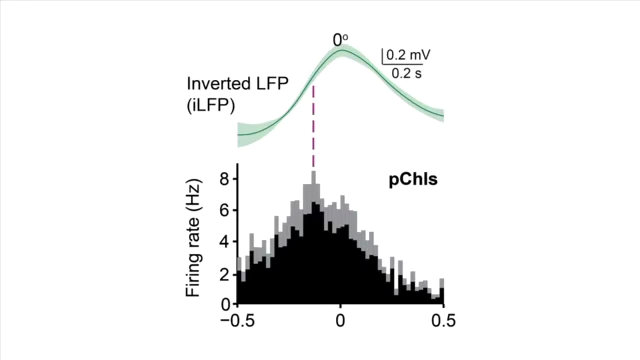 0°
0.2 mV
0.2 s
Inverted LFP
(iLFP)
pChIs
Firing rate (Hz)
8
6
4
2
0
−0.5
0
0.5